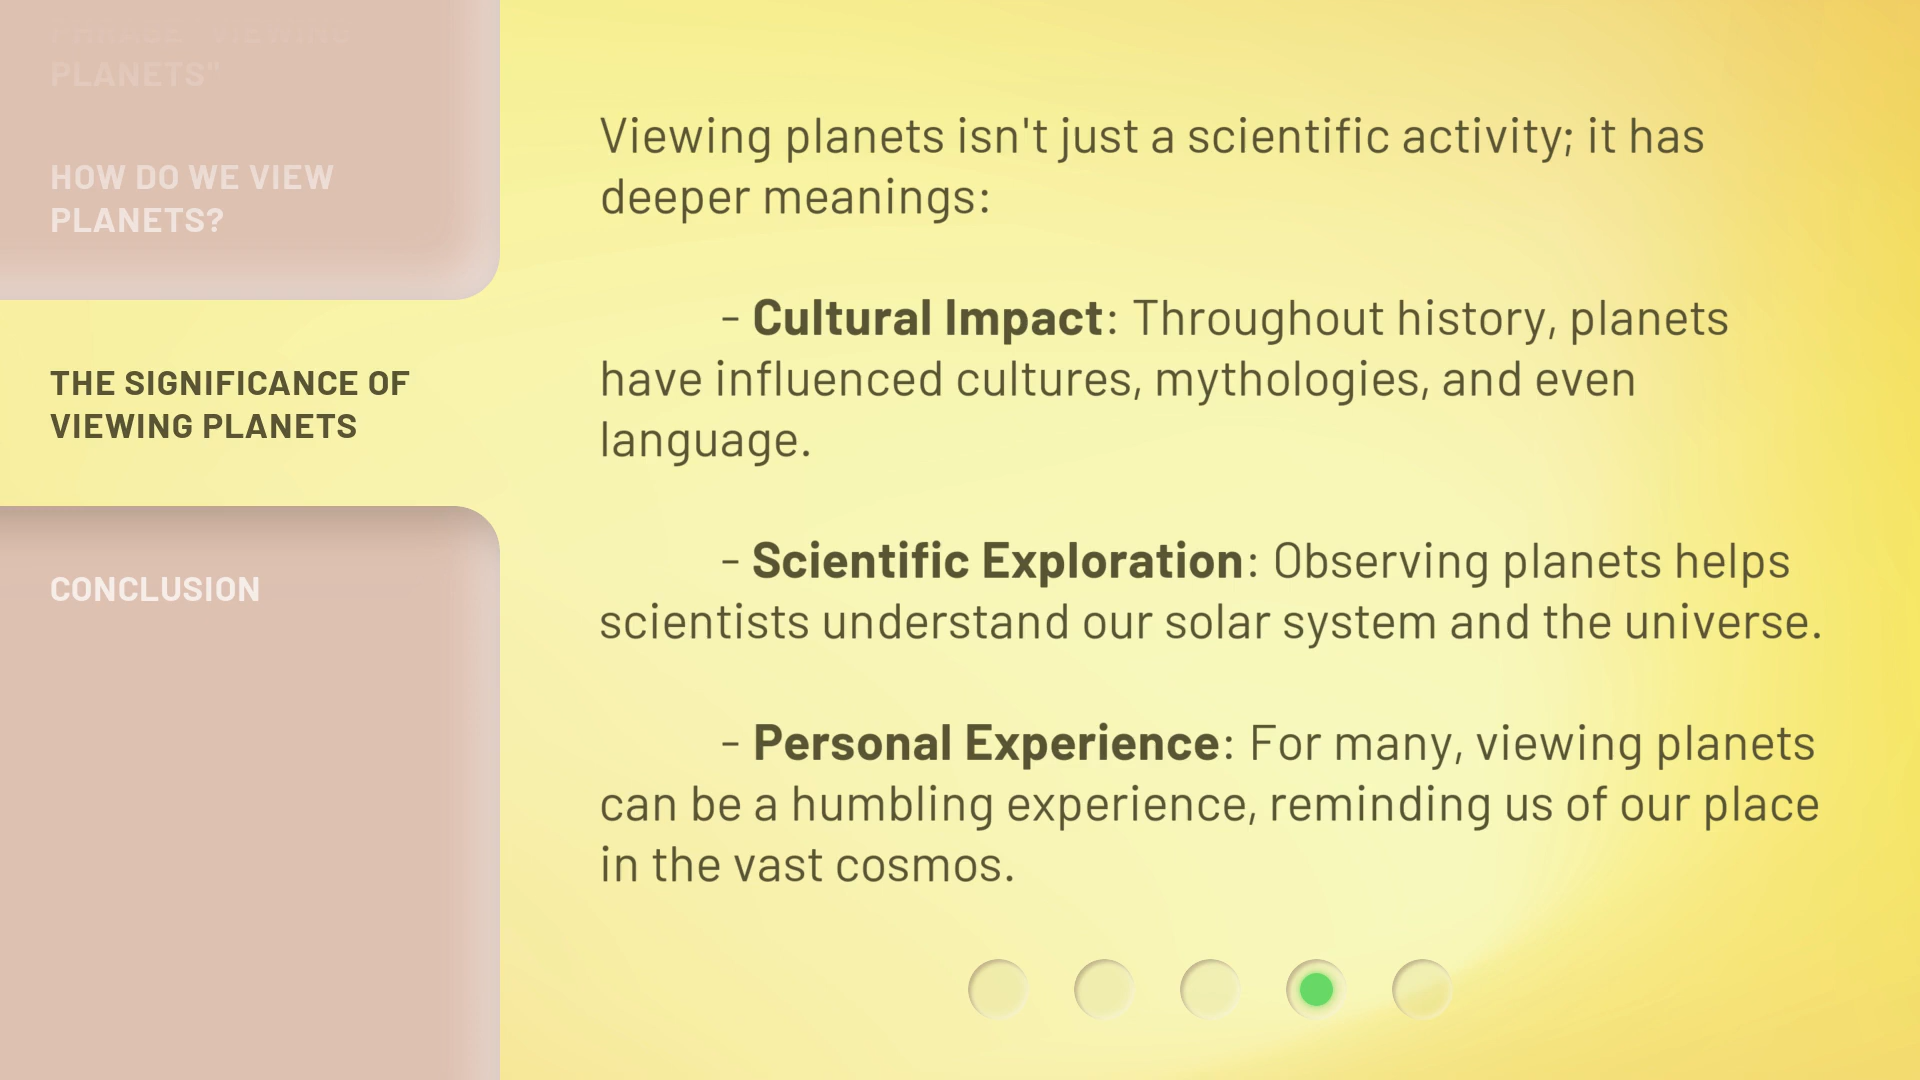 PLANETS"
HOW DO WE VIEW
PLANETS?
THE SIGNIFICANCE OF
VIEWING PLANETS
CONCLUSION
Viewing planets isn't just a scientific activity; it has
deeper meanings:
- Cultural Impact: Throughout history, planets
have influenced cultures, mythologies, and even
language.
- Scientific Exploration: Observing planets helps
scientists understand our solar system and the universe.
- Personal Experience: For many, viewing planets
can be a humbling experience, reminding us of our place
in the vast cosmos.